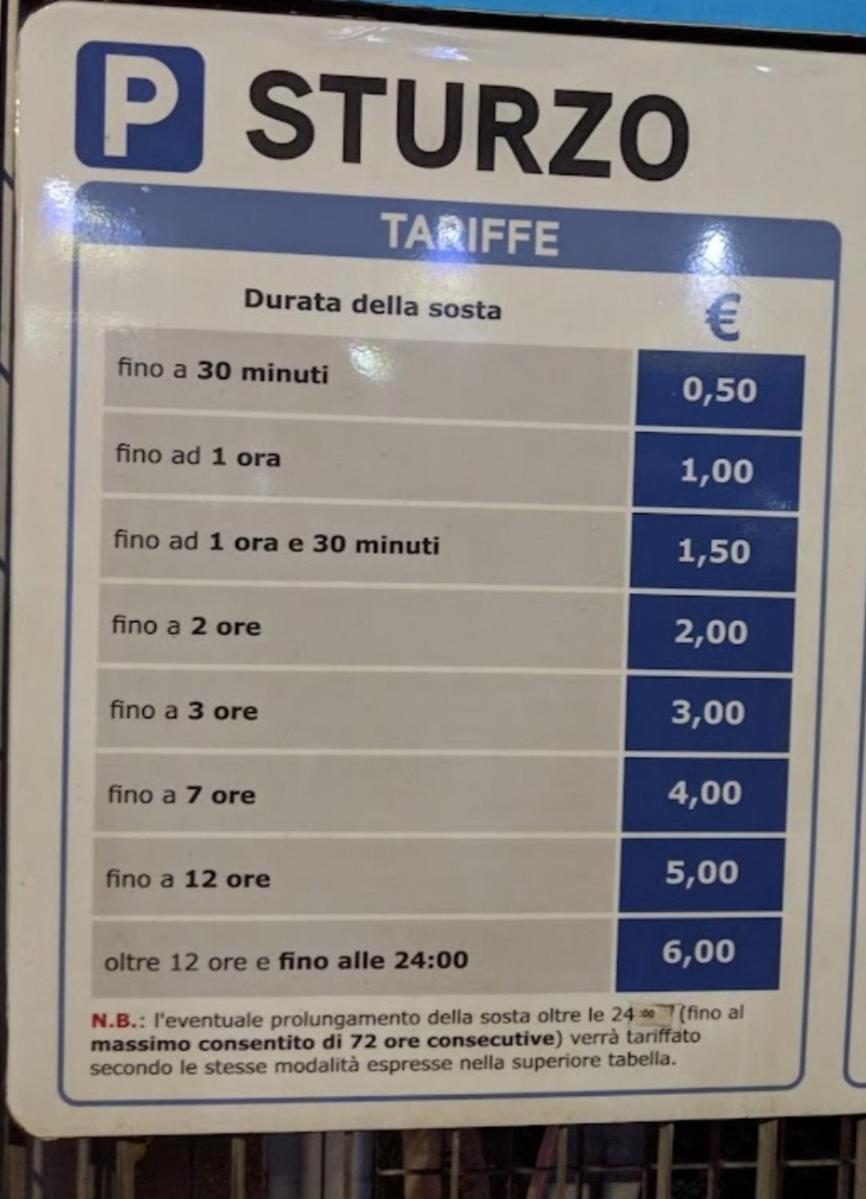 P STURZO
TARIFFE
Durata della sosta €
fino a 30 minuti 0,50
fino ad 1 ora 1,00
fino ad 1 ora e 30 minuti 1,50
fino a 2 ore 2,00
fino a 3 ore 3,00
fino a 7 ore 4,00
fino a 12 ore 5,00
oltre 12 ore e fino alle 24:00 6,00
N.B.: l'eventuale prolungamento della sosta oltre le 24:00 (fino al
massimo consentito di 72 ore consecutive) verrà tariffato
secondo le stesse modalità espresse nella superiore tabella.